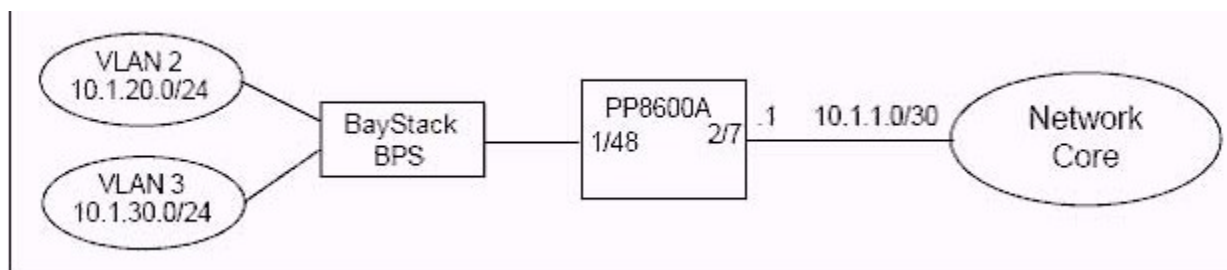 VLAN 2
10.1.20.0/24
BayStack
BPS
VLAN 3
10.1.30.0/24
PP8600A
1/48
2/7
.1
10.1.1.0/30
Network
Core